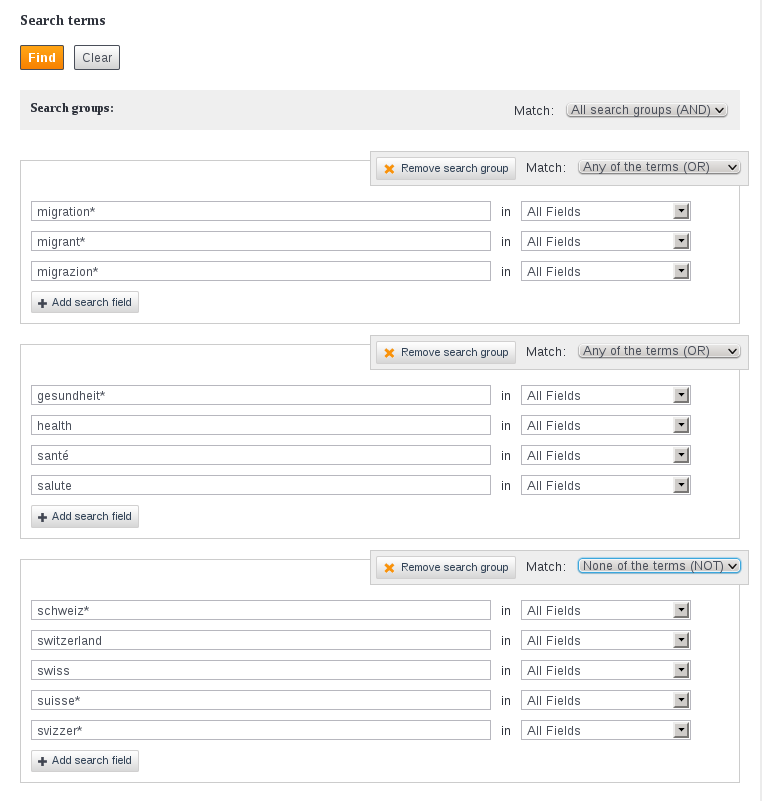 Search terms
Find Clear
Search groups: Match: All search groups (AND)
Remove search group Match: Any of the terms (OR)
migration* in All Fields
migrant* in All Fields
migrazion* in All Fields
Add search field
Remove search group Match: Any of the terms (OR)
gesundheit* in All Fields
health in All Fields
santé in All Fields
salute in All Fields
Add search field
Remove search group Match: None of the terms (NOT)
schweiz* in All Fields
switzerland in All Fields
swiss in All Fields
suisse* in All Fields
svizzer* in All Fields
Add search field